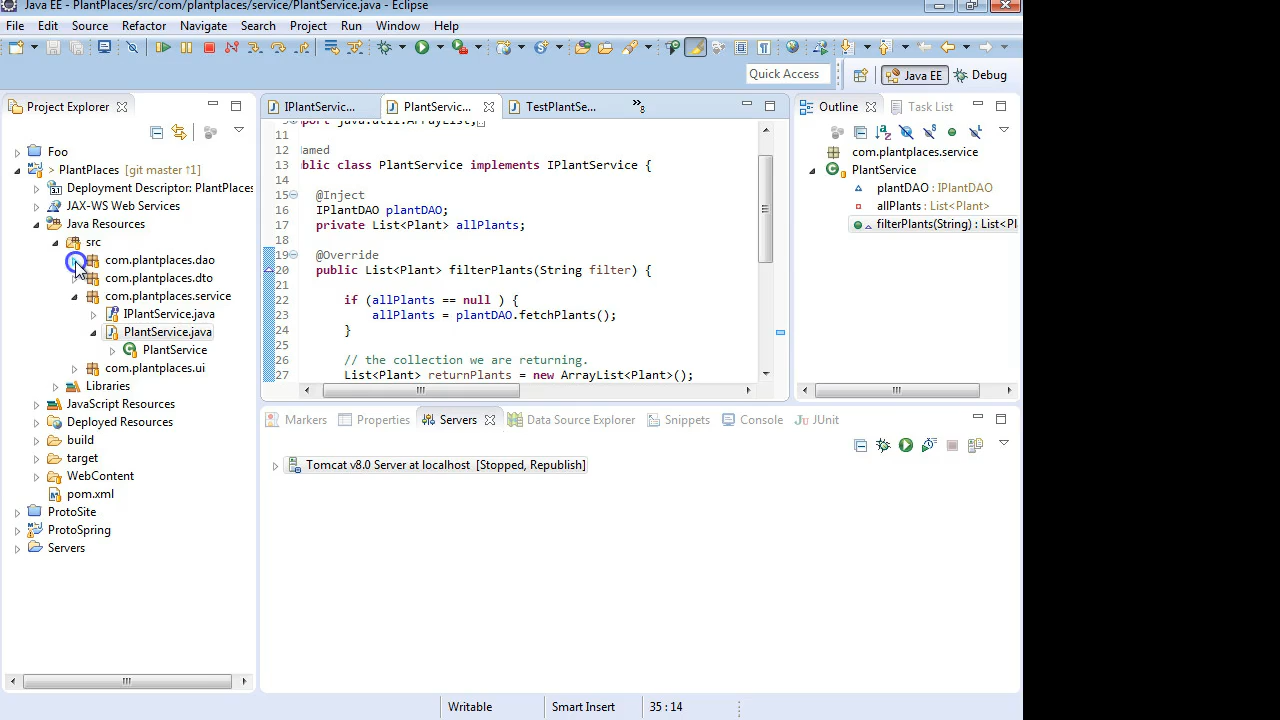 Java EE - PlantPlaces/src/com/plantplaces/service/PlantService.java - Eclipse
File Edit Source Refactor Navigate Search Project Run Window Help
Quick Access
Java EE
Debug
Project Explorer
IPlantServic...
PlantServic...
TestPlantSe...
»8
Outline
Task List
Foo
> PlantPlaces [git master ↑1]
Deployment Descriptor: PlantPlaces
JAX-WS Web Services
Java Resources
src
com.plantplaces.dao
com.plantplaces.dto
com.plantplaces.service
IPlantService.java
PlantService.java
PlantService
com.plantplaces.ui
Libraries
JavaScript Resources
Deployed Resources
build
target
WebContent
pom.xml
ProtoSite
ProtoSpring
Servers
port java.util.ArrayList;
11
12 amed
13 blic class PlantService implements IPlantService {
14
15 @Inject
16 IPlantDAO plantDAO;
17 private List<Plant> allPlants;
18
19 @Override
20 public List<Plant> filterPlants(String filter) {
21
22 if (allPlants == null ) {
23 allPlants = plantDAO.fetchPlants();
24 }
25
26 // the collection we are returning.
27 List<Plant> returnPlants = new ArrayList<Plant>();
com.plantplaces.service
PlantService
plantDAO : IPlantDAO
allPlants : List<Plant>
filterPlants(String) : List<Pl
Markers
Properties
Servers
Data Source Explorer
Snippets
Console
JUnit
Tomcat v8.0 Server at localhost [Stopped, Republish]
Writable
Smart Insert
35 : 14